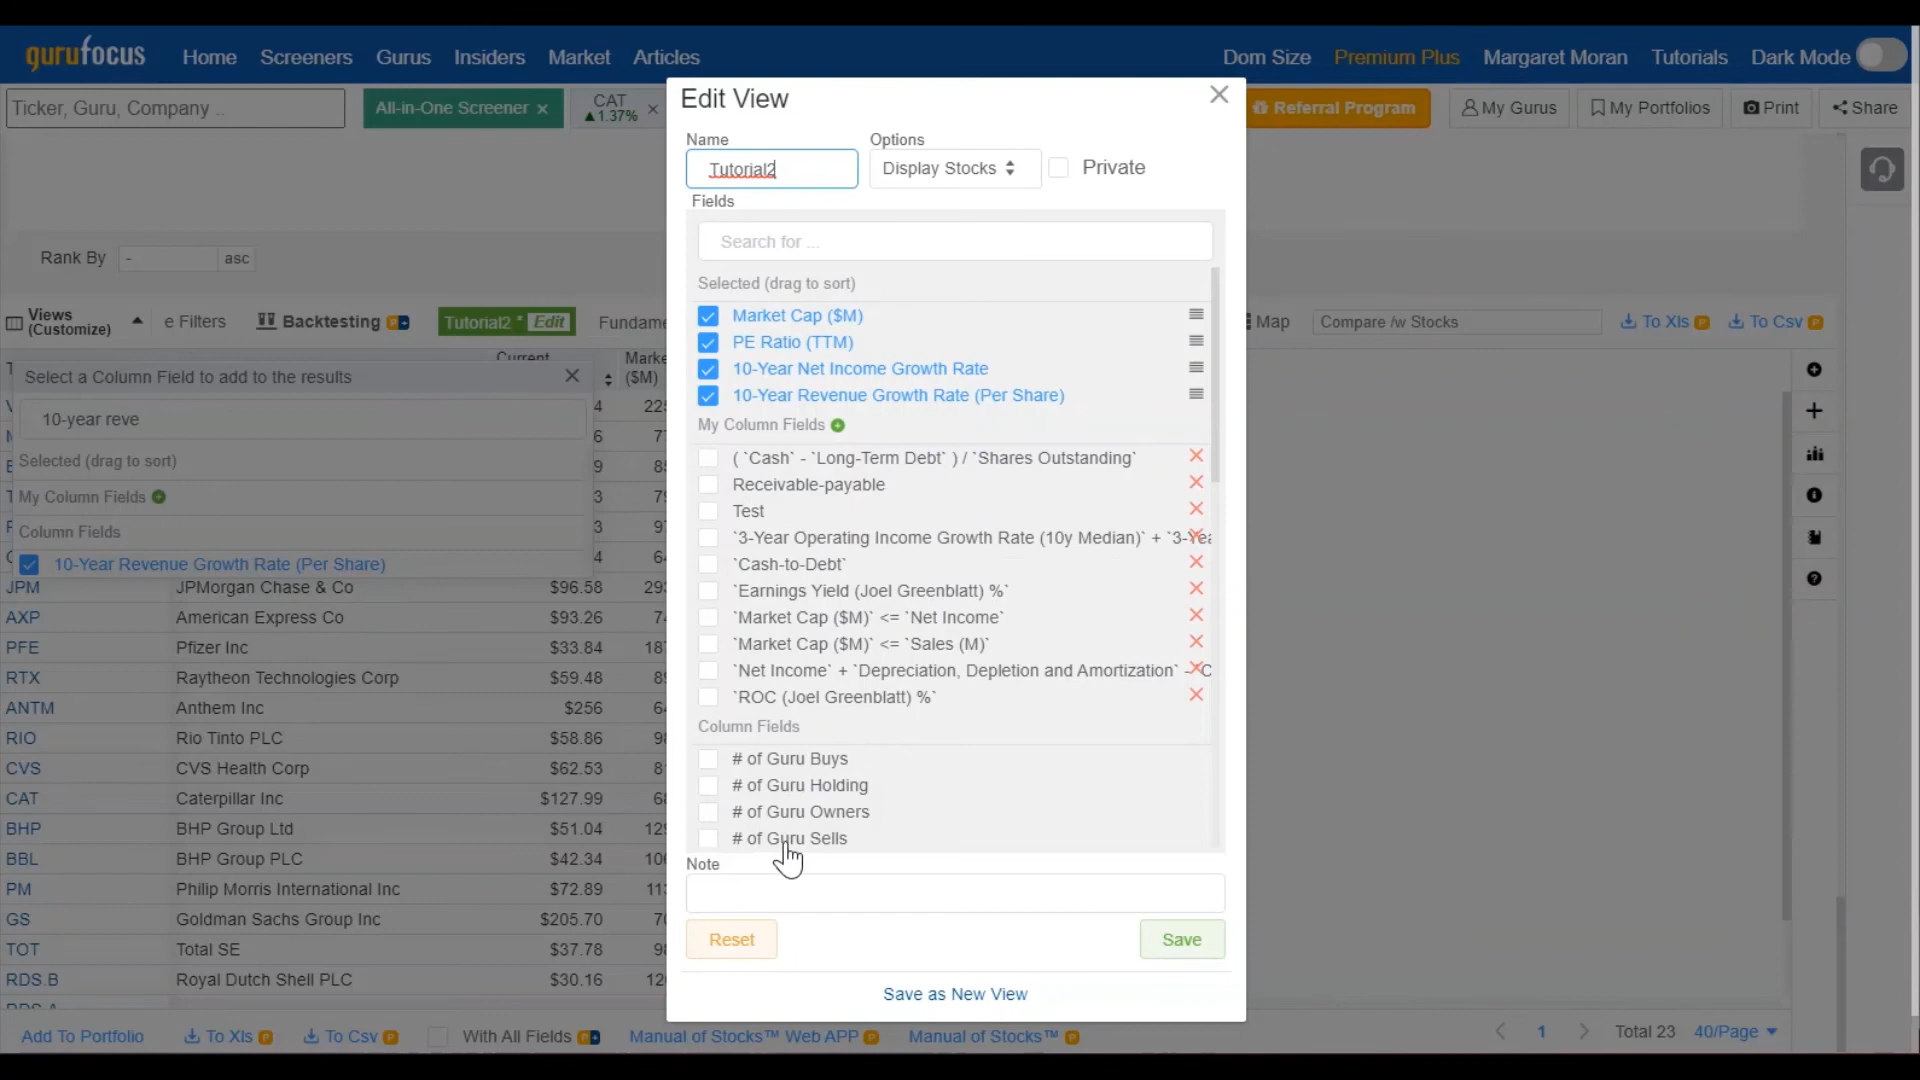 gurufocus Home Screeners Gurus Insiders Market Articles Dom Size Premium Plus Margaret Moran Tutorials Dark Mode
Ticker, Guru, Company .. All-in-One Screener × CAT ▲1.37% × Referral Program My Gurus My Portfolios Print Share
Rank By - asc
Views (Customize) e Filters Backtesting Tutorial2 * Edit Fundame Map Compare /w Stocks To Xls To Csv
Current
Marke
($M)
Select a Column Field to add to the results
10-year reve
Selected (drag to sort)
My Column Fields
Column Fields
10-Year Revenue Growth Rate (Per Share)
JPM JPMorgan Chase & Co $96.58 293
AXP American Express Co $93.26 74
PFE Pfizer Inc $33.84 187
RTX Raytheon Technologies Corp $59.48 89
ANTM Anthem Inc $256 64
RIO Rio Tinto PLC $58.86 98
CVS CVS Health Corp $62.53 81
CAT Caterpillar Inc $127.99 68
BHP BHP Group Ltd $51.04 129
BBL BHP Group PLC $42.34 106
PM Philip Morris International Inc $72.89 113
GS Goldman Sachs Group Inc $205.70 70
TOT Total SE $37.78 98
RDS.B Royal Dutch Shell PLC $30.16 120
Edit View
Name Options
Tutorial2 Display Stocks Private
Fields
Search for ...
Selected (drag to sort)
Market Cap ($M)
PE Ratio (TTM)
10-Year Net Income Growth Rate
10-Year Revenue Growth Rate (Per Share)
My Column Fields
( `Cash` - `Long-Term Debt` ) / `Shares Outstanding`
Receivable-payable
Test
`3-Year Operating Income Growth Rate (10y Median)` + `3-Yea
`Cash-to-Debt`
`Earnings Yield (Joel Greenblatt) %`
`Market Cap ($M)` <= `Net Income`
`Market Cap ($M)` <= `Sales (M)`
`Net Income` + `Depreciation, Depletion and Amortization` - `C
`ROC (Joel Greenblatt) %`
Column Fields
# of Guru Buys
# of Guru Holding
# of Guru Owners
# of Guru Sells
Note
Reset Save
Save as New View
Add To Portfolio To Xls To Csv With All Fields Manual of Stocks™ Web APP Manual of Stocks™ 1 Total 23 40/Page